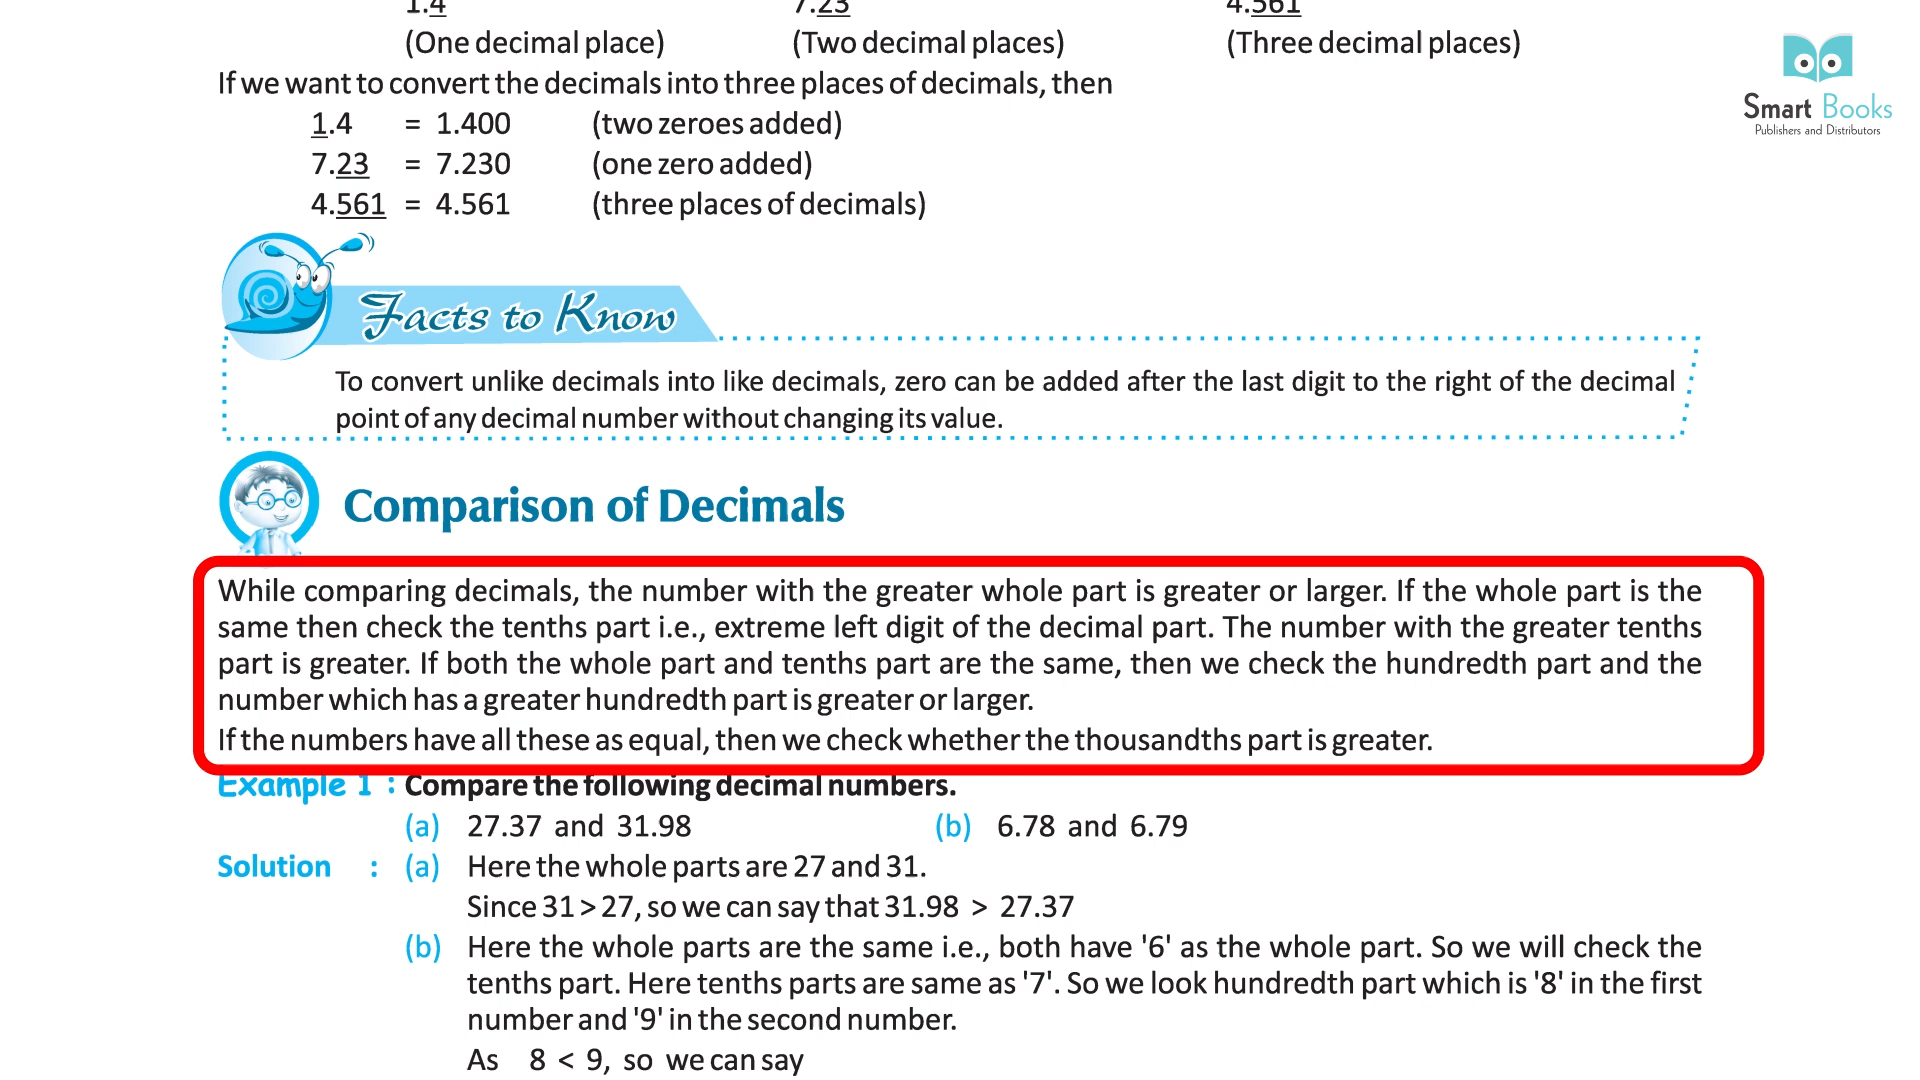 1.4 7.23 4.561
(One decimal place) (Two decimal places) (Three decimal places)
If we want to convert the decimals into three places of decimals, then
1.4 = 1.400 (two zeroes added)
7.23 = 7.230 (one zero added)
4.561 = 4.561 (three places of decimals)
Smart Books
Publishers and Distributors
Facts to Know
To convert unlike decimals into like decimals, zero can be added after the last digit to the right of the decimal
point of any decimal number without changing its value.
Comparison of Decimals
While comparing decimals, the number with the greater whole part is greater or larger. If the whole part is the
same then check the tenths part i.e., extreme left digit of the decimal part. The number with the greater tenths
part is greater. If both the whole part and tenths part are the same, then we check the hundredth part and the
number which has a greater hundredth part is greater or larger.
If the numbers have all these as equal, then we check whether the thousandths part is greater.
Example 1 : Compare the following decimal numbers.
(a) 27.37 and 31.98 (b) 6.78 and 6.79
Solution : (a) Here the whole parts are 27 and 31.
Since 31 > 27, so we can say that 31.98 > 27.37
(b) Here the whole parts are the same i.e., both have '6' as the whole part. So we will check the
tenths part. Here tenths parts are same as '7'. So we look hundredth part which is '8' in the first
number and '9' in the second number.
As 8 < 9, so we can say